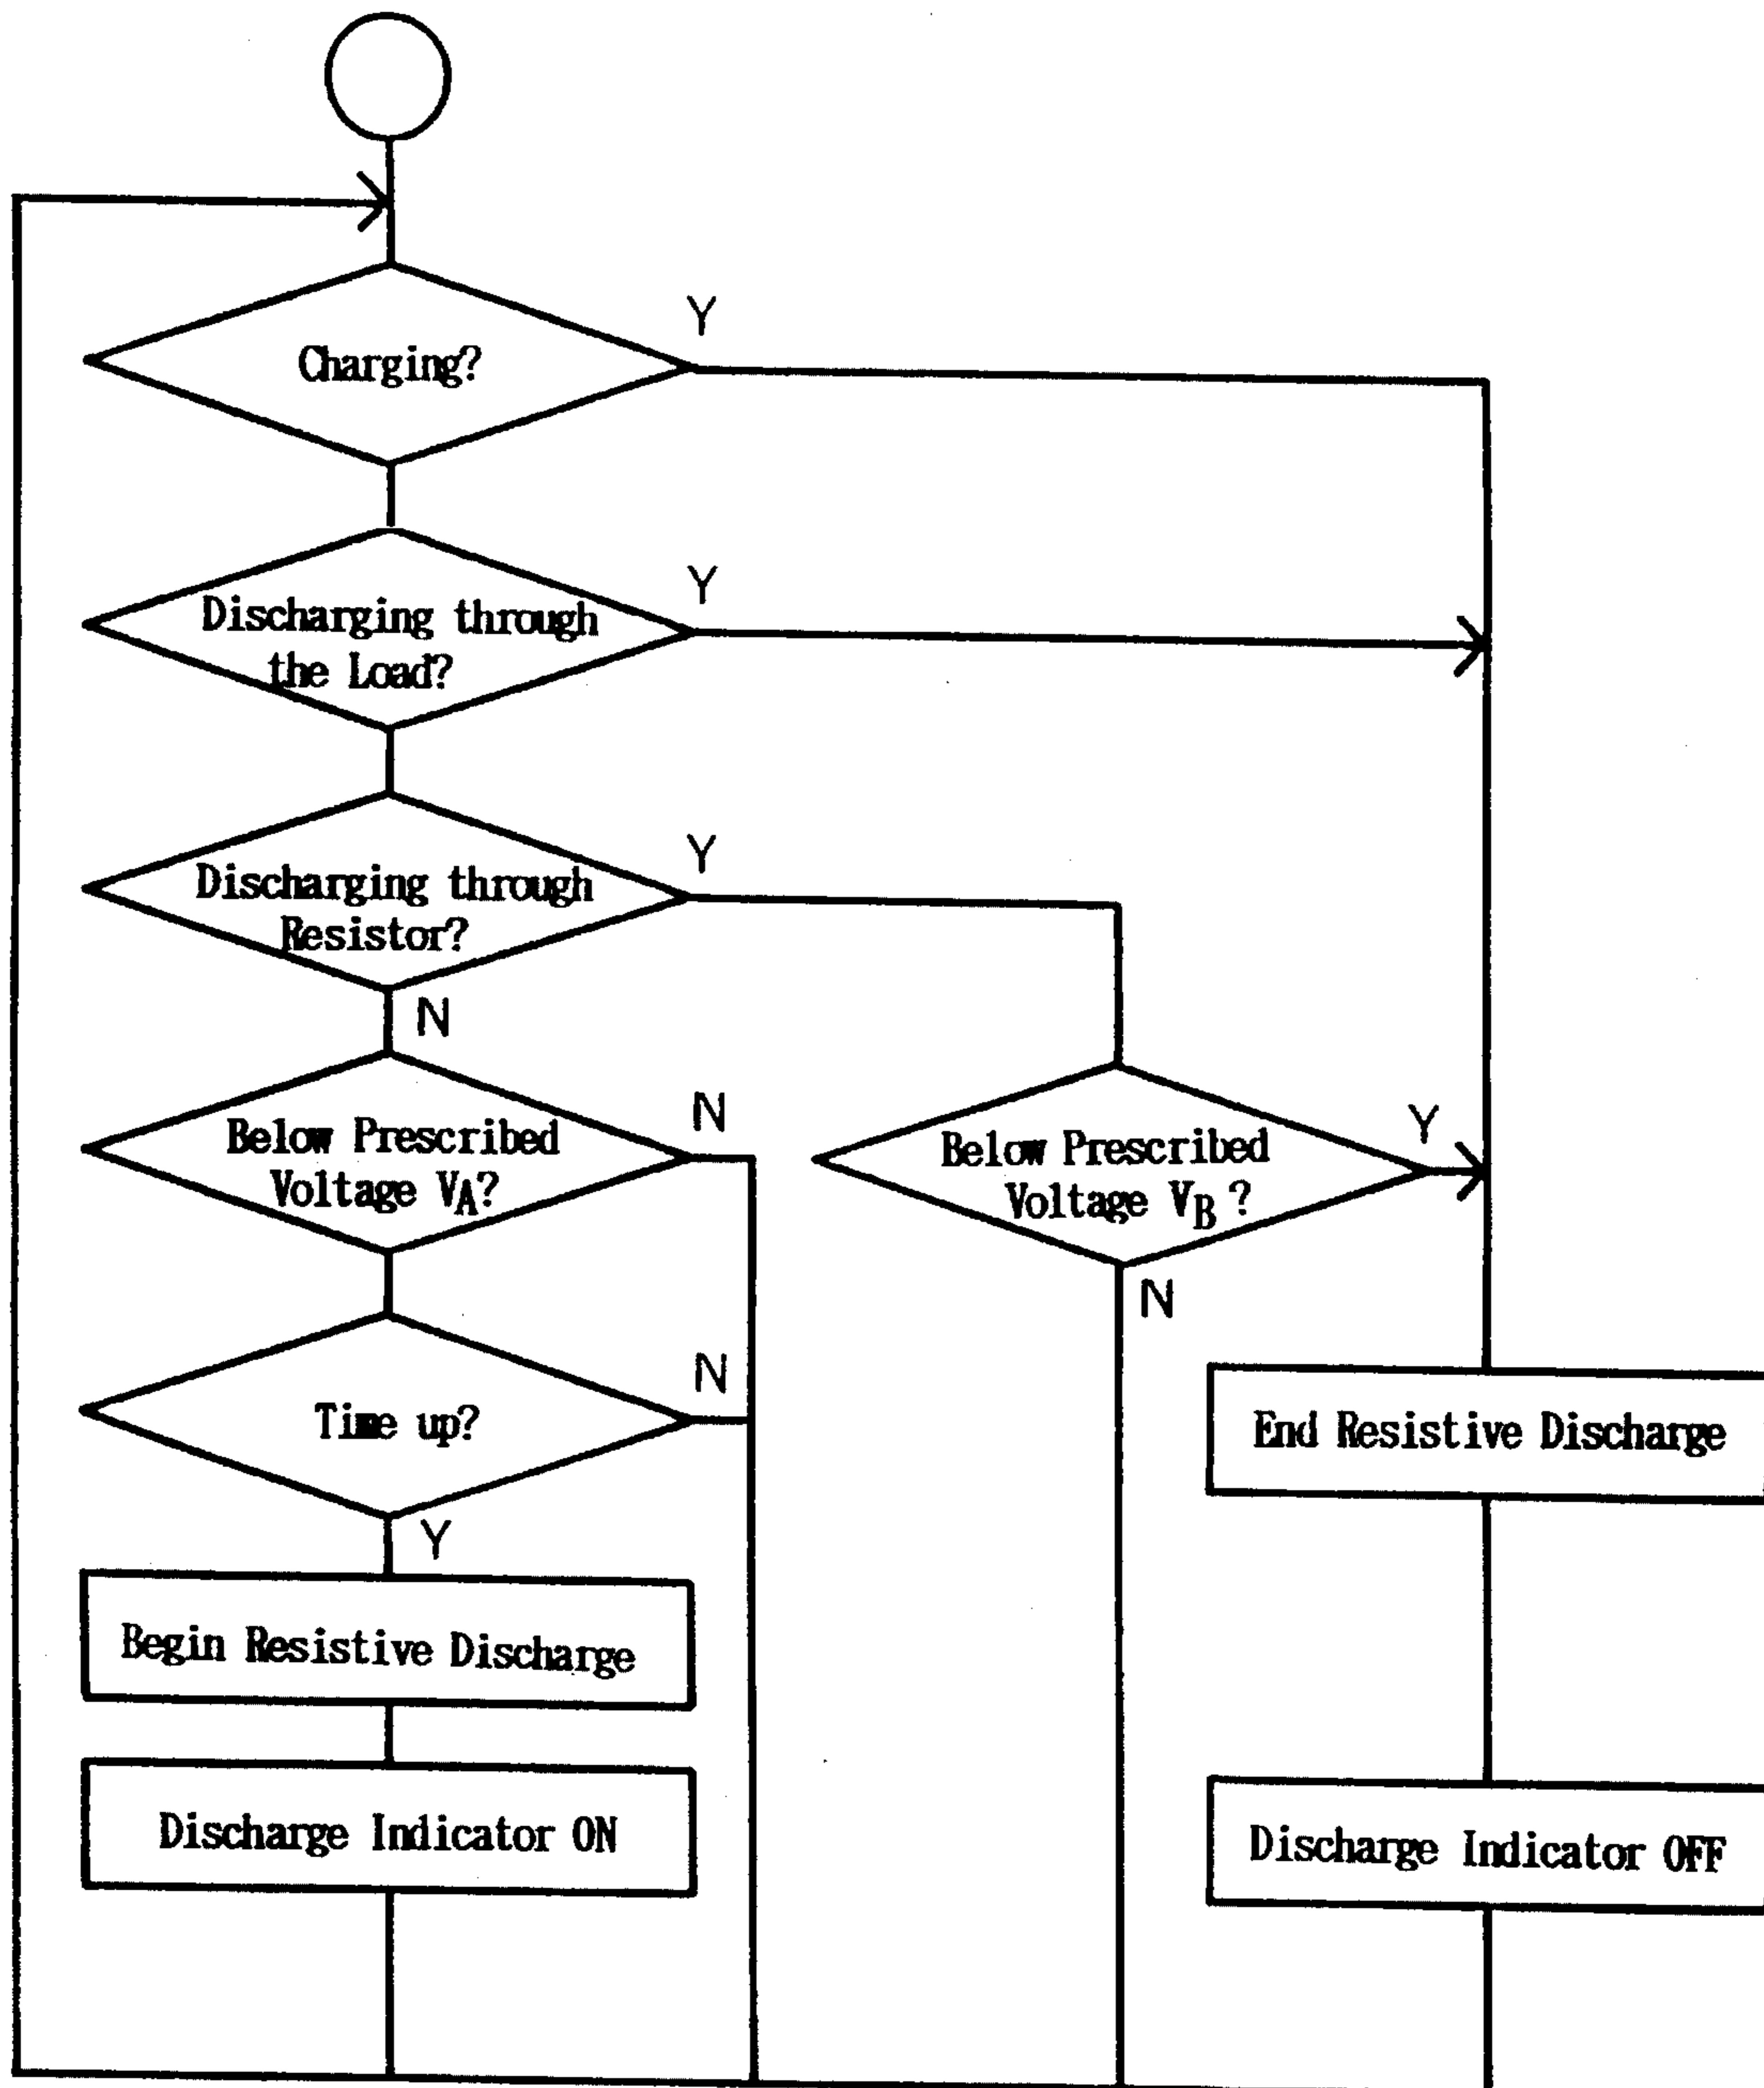 Charging?
Y
Discharging through
the Load?
Y
Discharging through
Resistor?
Y
N
Below Prescribed
Voltage VA?
N
Below Prescribed
Voltage VB ?
Y
N
Time up?
N
Y
End Resistive Discharge
Begin Resistive Discharge
Discharge Indicator ON
Discharge Indicator OFF